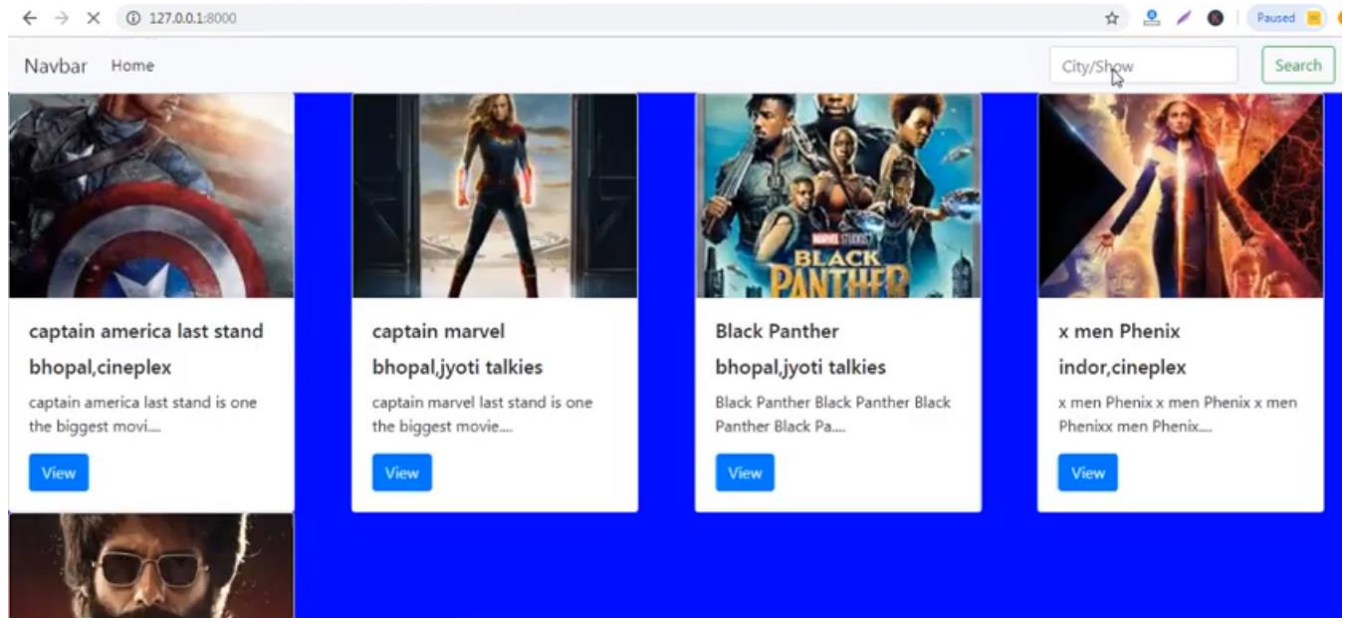 127.0.0.1:8000
Paused
Navbar Home
City/Show
Search
MARVEL STUDIOS
BLACK
PANTHER
captain america last stand
bhopal,cineplex
captain america last stand is one
the biggest movi....
View
captain marvel
bhopal,jyoti talkies
captain marvel last stand is one
the biggest movie....
View
Black Panther
bhopal,jyoti talkies
Black Panther Black Panther Black
Panther Black Pa....
View
x men Phenix
indor,cineplex
x men Phenix x men Phenix x men
Phenixx men Phenix....
View